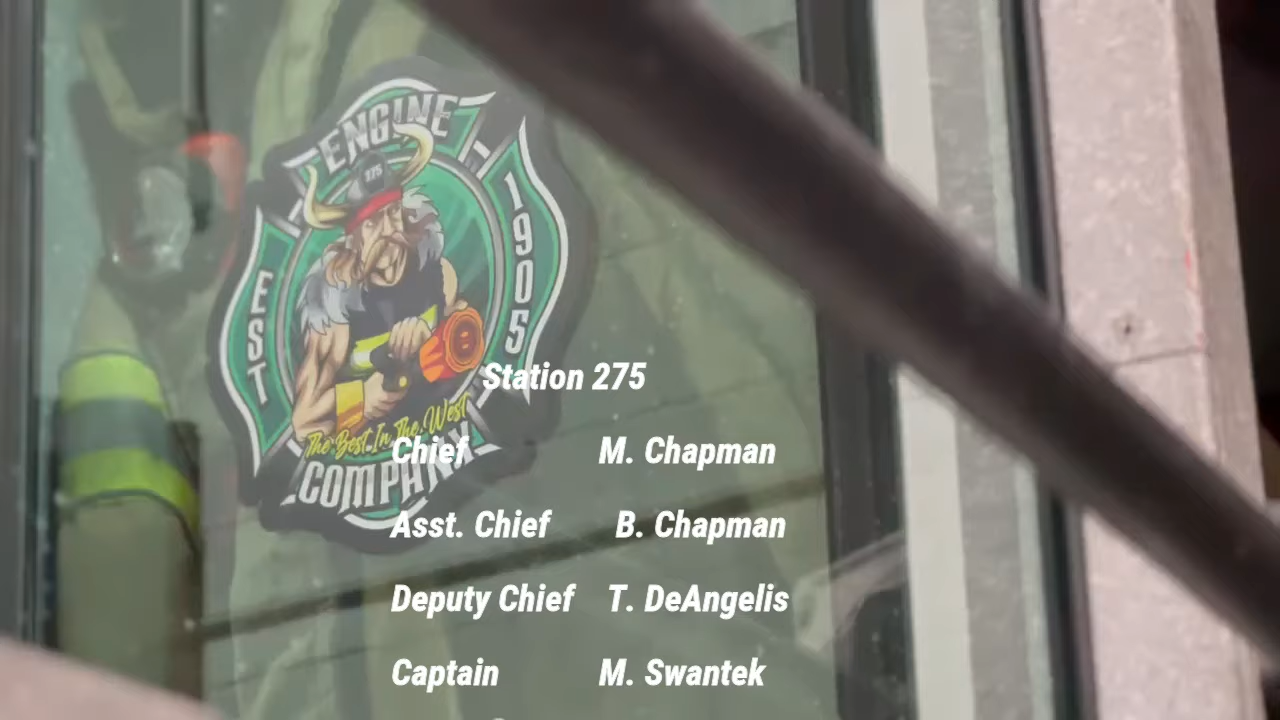 ENGINE
275
EST
1905
The Best In The West
COMPANY
Station 275
Chief M. Chapman
Asst. Chief B. Chapman
Deputy Chief T. DeAngelis
Captain M. Swantek